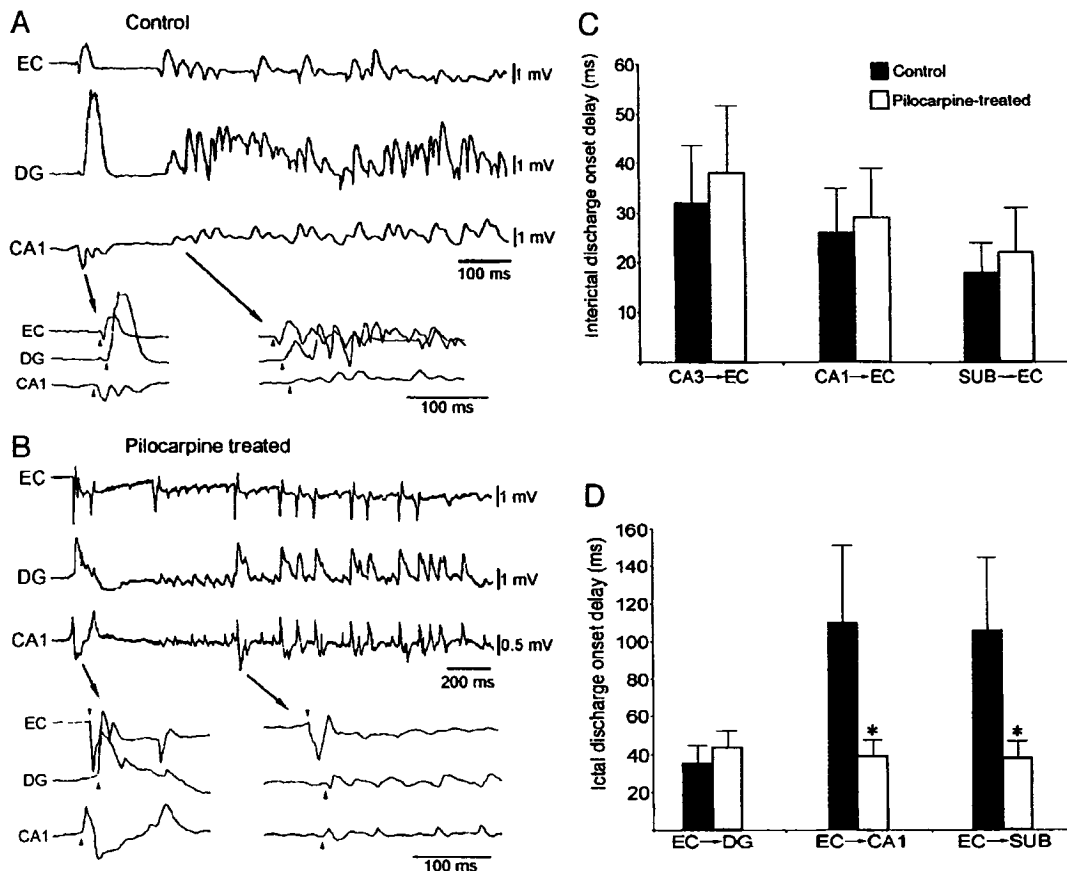 A
Control
EC
1 mV
DG
1 mV
CA1
1 mV
100 ms
EC
DG
CA1
100 ms
B
Pilocarpine treated
EC
1 mV
DG
1 mV
CA1
0.5 mV
200 ms
EC
DG
CA1
100 ms
C
Interictal discharge onset delay (ms)
60
50
40
30
20
10
Control
Pilocarpine-treated
CA3→EC
CA1→EC
SUB→EC
D
Ictal discharge onset delay (ms)
160
140
120
100
80
60
40
20
*
*
EC→DG
EC→CA1
EC→SUB